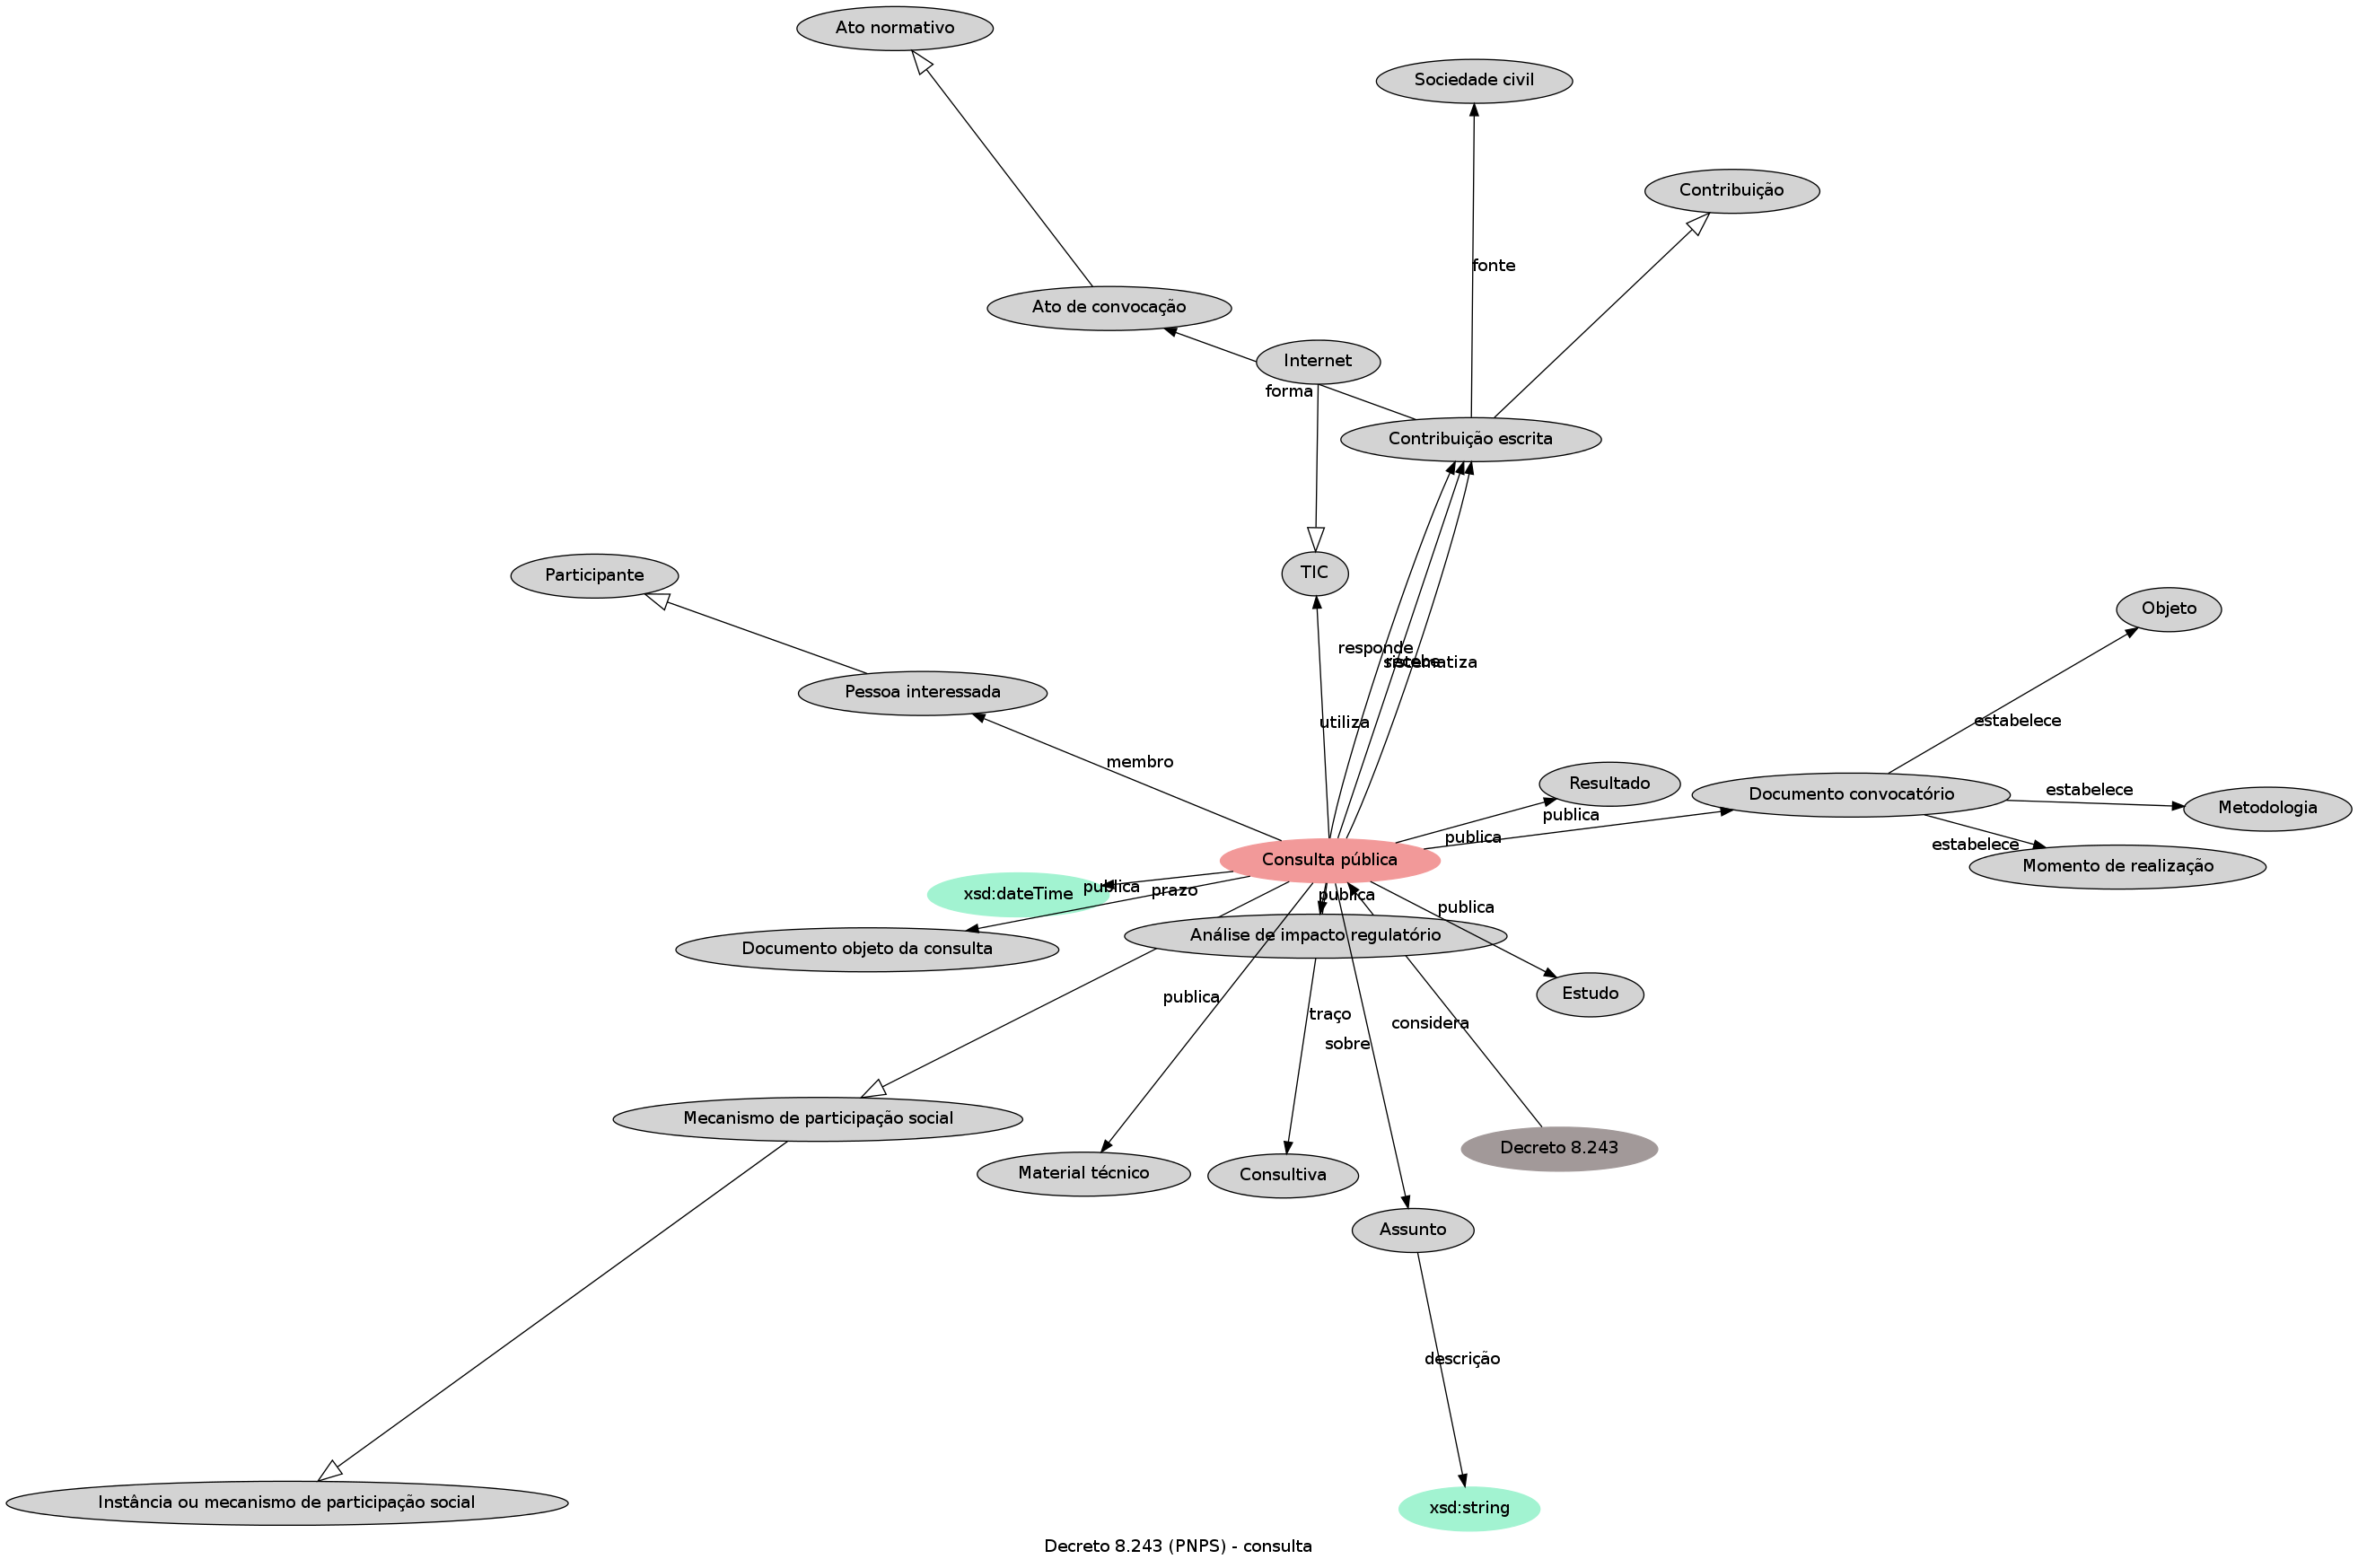 Ato normativo
Sociedade civil
Contribuição
fonte
Ato de convocação
Internet
forma
Contribuição escrita
TIC
Participante
Objeto
responde
recebe
sistematiza
Pessoa interessada
utiliza
estabelece
membro
Resultado
Documento convocatório
estabelece
Metodologia
publica
publica
estabelece
Consulta pública
Momento de realização
xsd:dateTime
publica
prazo
publica
publica
Análise de impacto regulatório
Documento objeto da consulta
Estudo
publica
traço
considera
sobre
Mecanismo de participação social
Decreto 8.243
Material técnico
Consultiva
Assunto
descrição
Instância ou mecanismo de participação social
xsd:string
Decreto 8.243 (PNPS) - consulta